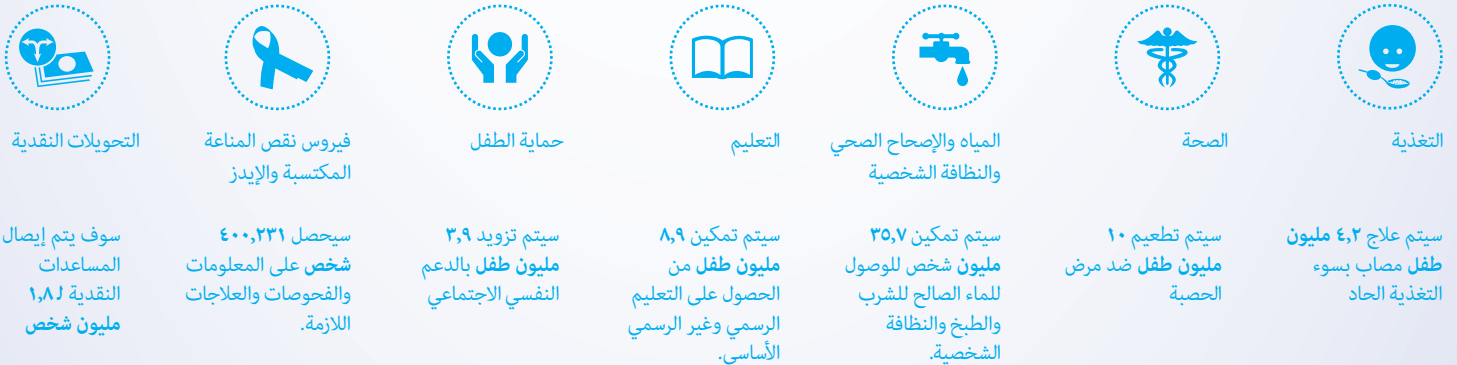 التغذية
سيتم علاج ٤,٢ مليون
طفل مصاب بسوء
التغذية الحاد
الصحة
سيتم تطعيم ١٠
مليون طفل ضد مرض
الحصبة
المياه والإصحاح الصحي
والنظافة الشخصية
سيتم تمكين ٣٥,٧
مليون شخص للوصول
للماء الصالح للشرب
والطبخ والنظافة
الشخصية.
التعليم
سيتم تمكين ٨,٩
مليون طفل من
الحصول على التعليم
الرسمي وغير الرسمي
الأساسي.
حماية الطفل
سيتم تزويد ٣,٩
مليون طفل بالدعم
النفسي الاجتماعي
فيروس نقص المناعة
المكتسبة والإيدز
سيحصل ٤٠٠,٢٣١
شخص على المعلومات
والفحوصات والعلاجات
اللازمة.
التحويلات النقدية
سوف يتم إيصال
المساعدات
النقدية لـ ١,٨
مليون شخص